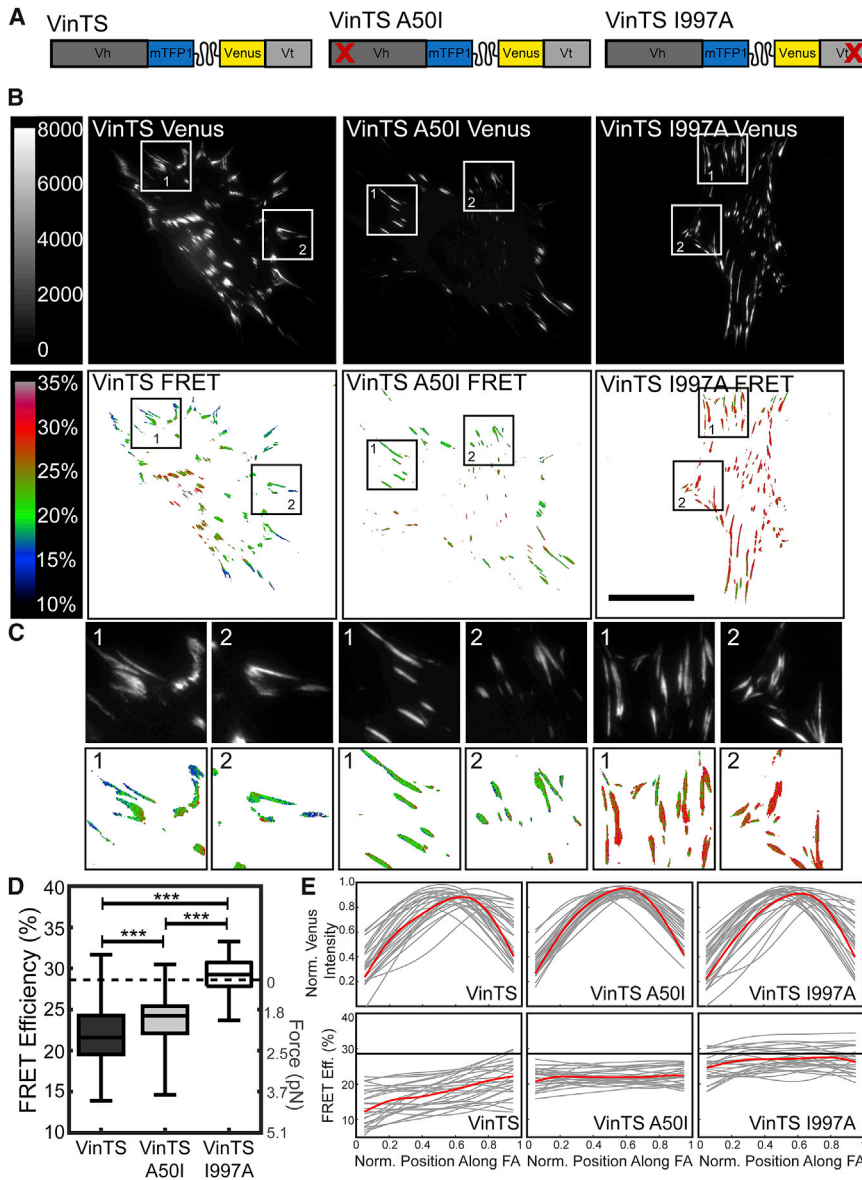 A
VinTS
VinTS A50I
VinTS I997A
Vh mTFP1 Venus Vt
X Vh mTFP1 Venus Vt
Vh mTFP1 Venus Vt X
B
8000
6000
4000
2000
0
VinTS Venus
1
2
VinTS A50I Venus
1
2
VinTS I997A Venus
1
2
35%
30%
25%
20%
15%
10%
VinTS FRET
1
2
VinTS A50I FRET
1
2
VinTS I997A FRET
1
2
C
1 2 1 2 1 2
1 2 1 2 1 2
D
FRET Efficiency (%)
40
35
30
25
20
15
10
***
***
***
0
1.8
2.5
3.7
5.1
Force (pN)
VinTS
VinTS A50I
VinTS I997A
E
Norm. Venus Intensity
1.0
0.8
0.6
0.4
0.2
VinTS
VinTS A50I
VinTS I997A
FRET Eff. (%)
40
30
20
10
VinTS
VinTS A50I
VinTS I997A
0 0.2 0.4 0.6 0.8 1
0 0.2 0.4 0.6 0.8 1
0 0.2 0.4 0.6 0.8 1
Norm. Position Along FA
Norm. Position Along FA
Norm. Position Along FA